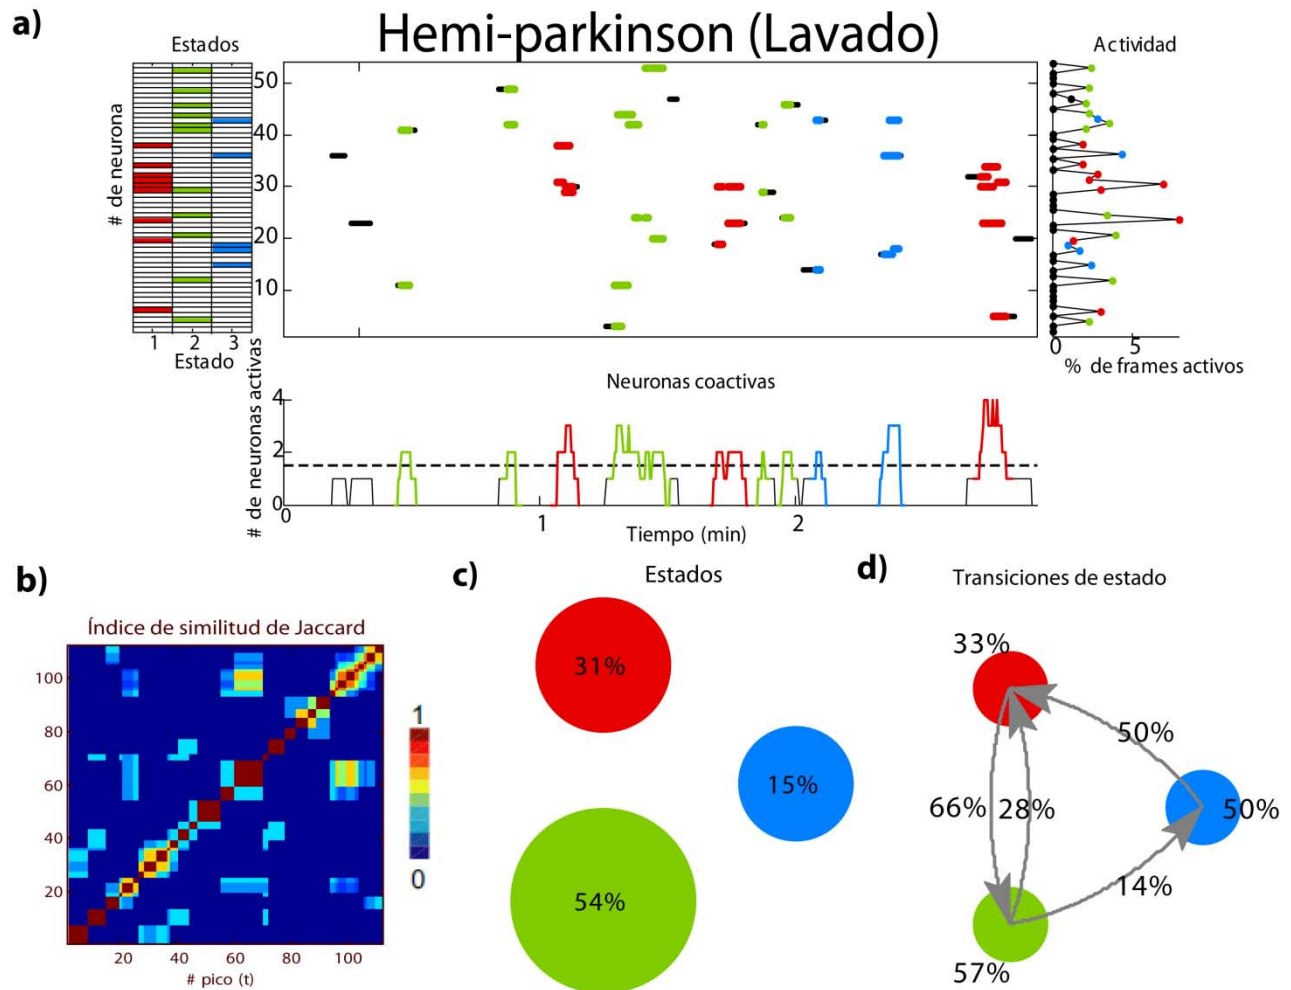 a)
Hemi-parkinson (Lavado)
Estados
Actividad
# de neurona
50
40
30
20
10
1 2 3
Estado
0 5
% de frames activos
Neuronas coactivas
# de neuronas activas
4
2
0
0 1 2
Tiempo (min)
b)
Índice de similitud de Jaccard
100
80
60
40
20
20 40 60 80 100
# pico (t)
1
0
c)
Estados
31%
15%
54%
d)
Transiciones de estado
33%
50%
66%
28%
50%
14%
57%